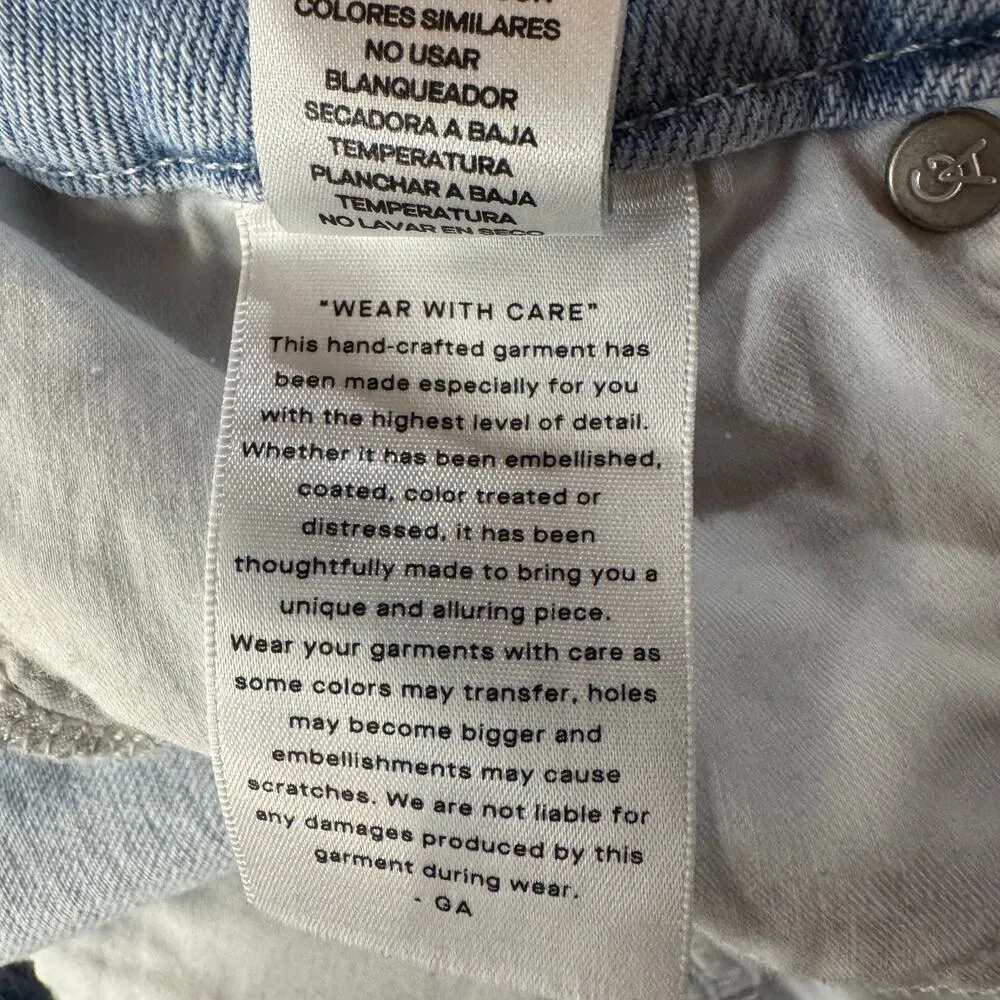 COLORES SIMILARES
NO USAR
BLANQUEADOR
SECADORA A BAJA
TEMPERATURA
PLANCHAR A BAJA
TEMPERATURA
NO LAVAR EN SECO
"WEAR WITH CARE"
This hand-crafted garment has
been made especially for you
with the highest level of detail.
Whether it has been embellished,
coated, color treated or
distressed, it has been
thoughtfully made to bring you a
unique and alluring piece.
Wear your garments with care as
some colors may transfer, holes
may become bigger and
embellishments may cause
scratches. We are not liable for
any damages produced by this
garment during wear.
- GA